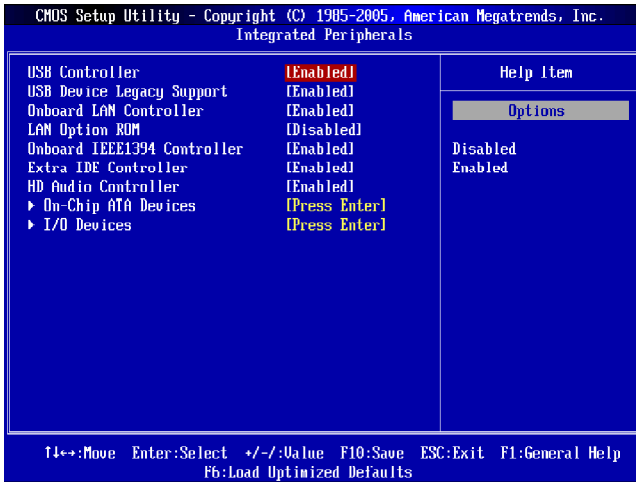 CMOS Setup Utility - Copyright (C) 1985-2005, American Megatrends, Inc.
Integrated Peripherals
USB Controller [Enabled]
USB Device Legacy Support [Enabled]
Onboard LAN Controller [Enabled]
LAN Option ROM [Disabled]
Onboard IEEE1394 Controller [Enabled]
Extra IDE Controller [Enabled]
HD Audio Controller [Enabled]
▸ On-Chip ATA Devices [Press Enter]
▸ I/O Devices [Press Enter]
Help Item
Options
Disabled
Enabled
↑↓←→:Move Enter:Select +/-/:Value F10:Save ESC:Exit F1:General Help
F6:Load Optimized Defaults